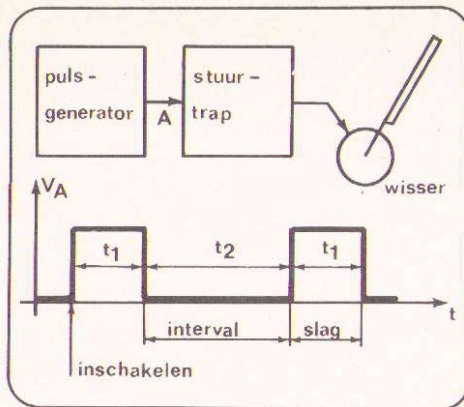 puls-
generator
A
stuur-
trap
wisser
VA
t1
t2
t1
t
interval
slag
inschakelen